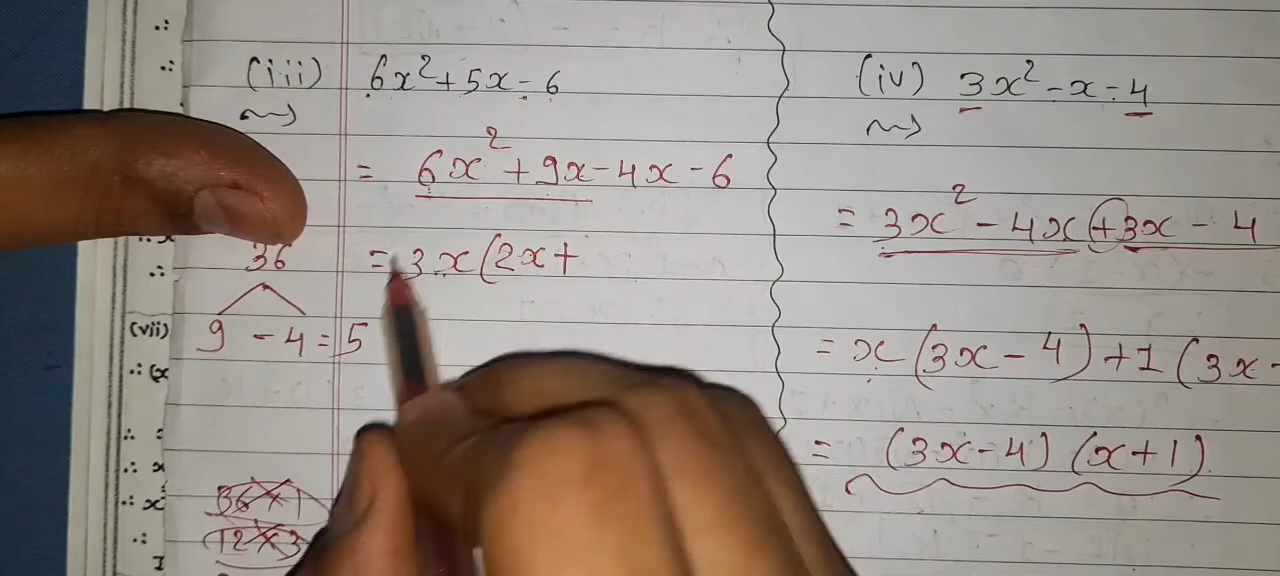 (iii) 6x² + 5x - 6
= 6x² + 9x - 4x - 6
36
= 3x (2x +
9 - 4 = 5
36 × 1
12 × 3
(iv) 3x² - x - 4
= 3x² - 4x + 3x - 4
= x (3x - 4) + 1 (3x -
= (3x - 4) (x + 1)
(vii)